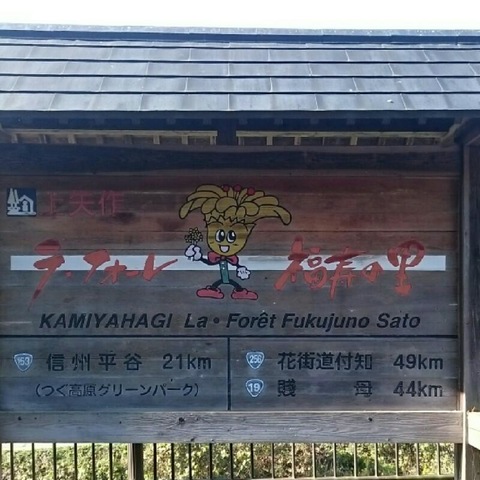 上矢作
ラ・フォーレ 福寿の里
KAMIYAHAGI La・Forêt Fukujuno Sato
153 信州平谷 21km
(つぐ高原グリーンパーク)
256 花街道付知 49km
19 賤母 44km